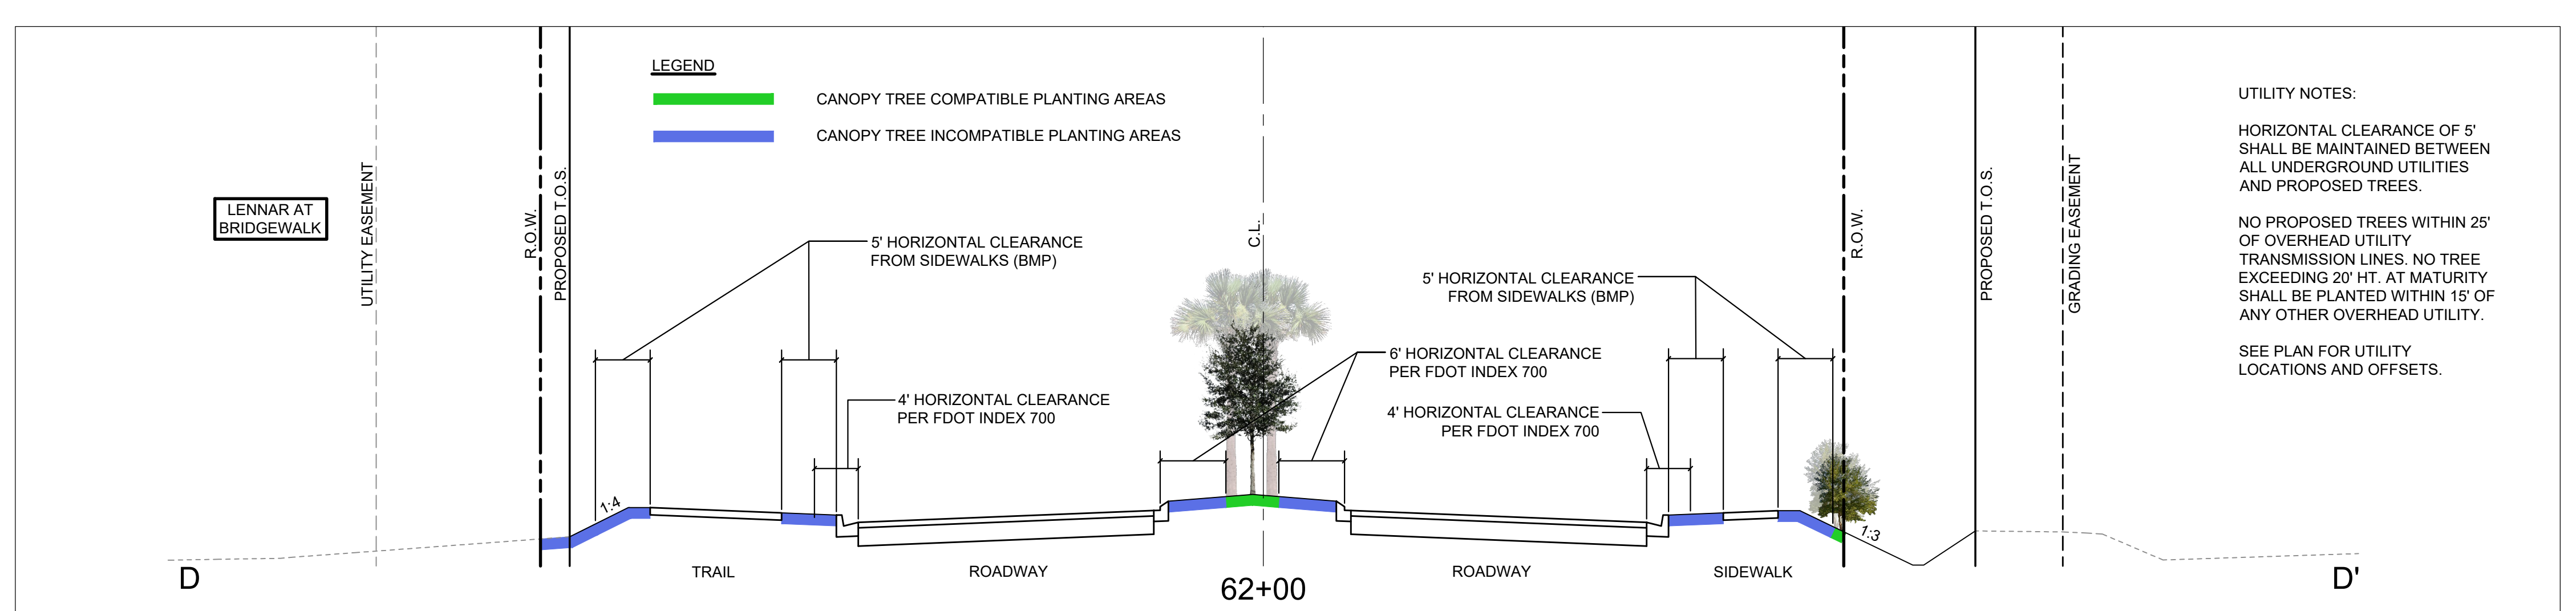 LEGEND
CANOPY TREE COMPATIBLE PLANTING AREAS
CANOPY TREE INCOMPATIBLE PLANTING AREAS
LENNAR AT
BRIDGEWALK
UTILITY EASEMENT
R.O.W.
PROPOSED T.O.S.
5' HORIZONTAL CLEARANCE
FROM SIDEWALKS (BMP)
4' HORIZONTAL CLEARANCE
PER FDOT INDEX 700
C.L.
6' HORIZONTAL CLEARANCE
PER FDOT INDEX 700
5' HORIZONTAL CLEARANCE
FROM SIDEWALKS (BMP)
4' HORIZONTAL CLEARANCE
PER FDOT INDEX 700
R.O.W.
PROPOSED T.O.S.
GRADING EASEMENT
UTILITY NOTES:
HORIZONTAL CLEARANCE OF 5'
SHALL BE MAINTAINED BETWEEN
ALL UNDERGROUND UTILITIES
AND PROPOSED TREES.
NO PROPOSED TREES WITHIN 25'
OF OVERHEAD UTILITY
TRANSMISSION LINES. NO TREE
EXCEEDING 20' HT. AT MATURITY
SHALL BE PLANTED WITHIN 15' OF
ANY OTHER OVERHEAD UTILITY.
SEE PLAN FOR UTILITY
LOCATIONS AND OFFSETS.
1:4
1:3
D
TRAIL
ROADWAY
62+00
ROADWAY
SIDEWALK
D'